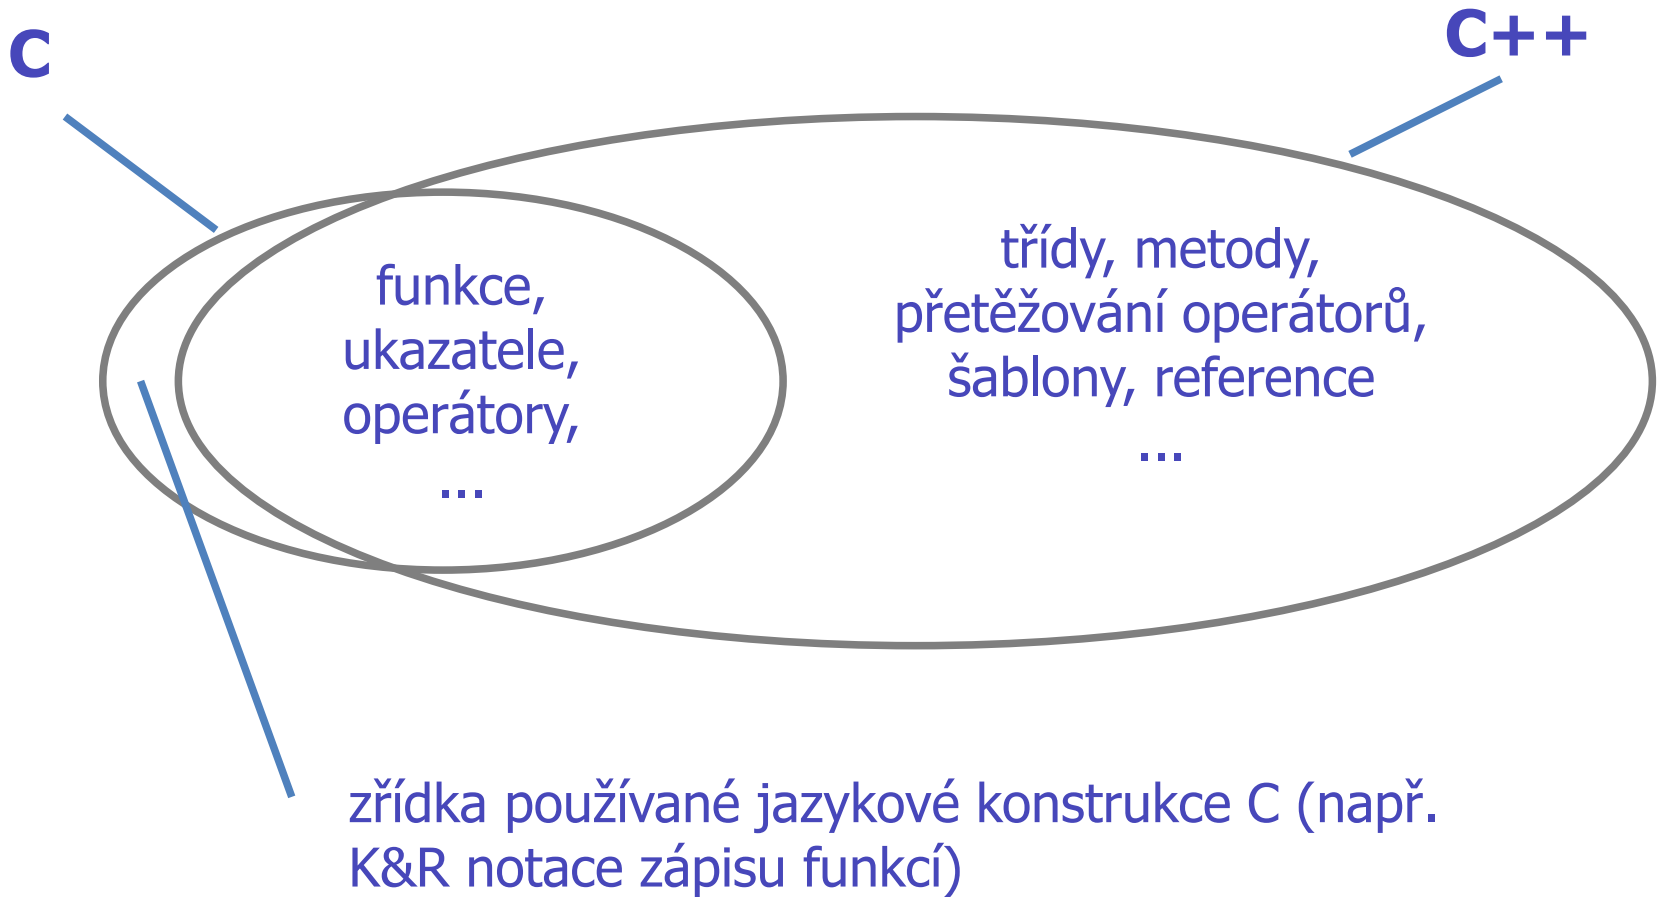 C
C++
funkce,
ukazatele,
operátory,
...
třídy, metody,
přetěžování operátorů,
šablony, reference
...
zřídka používané jazykové konstrukce C (např.
K&R notace zápisu funkcí)